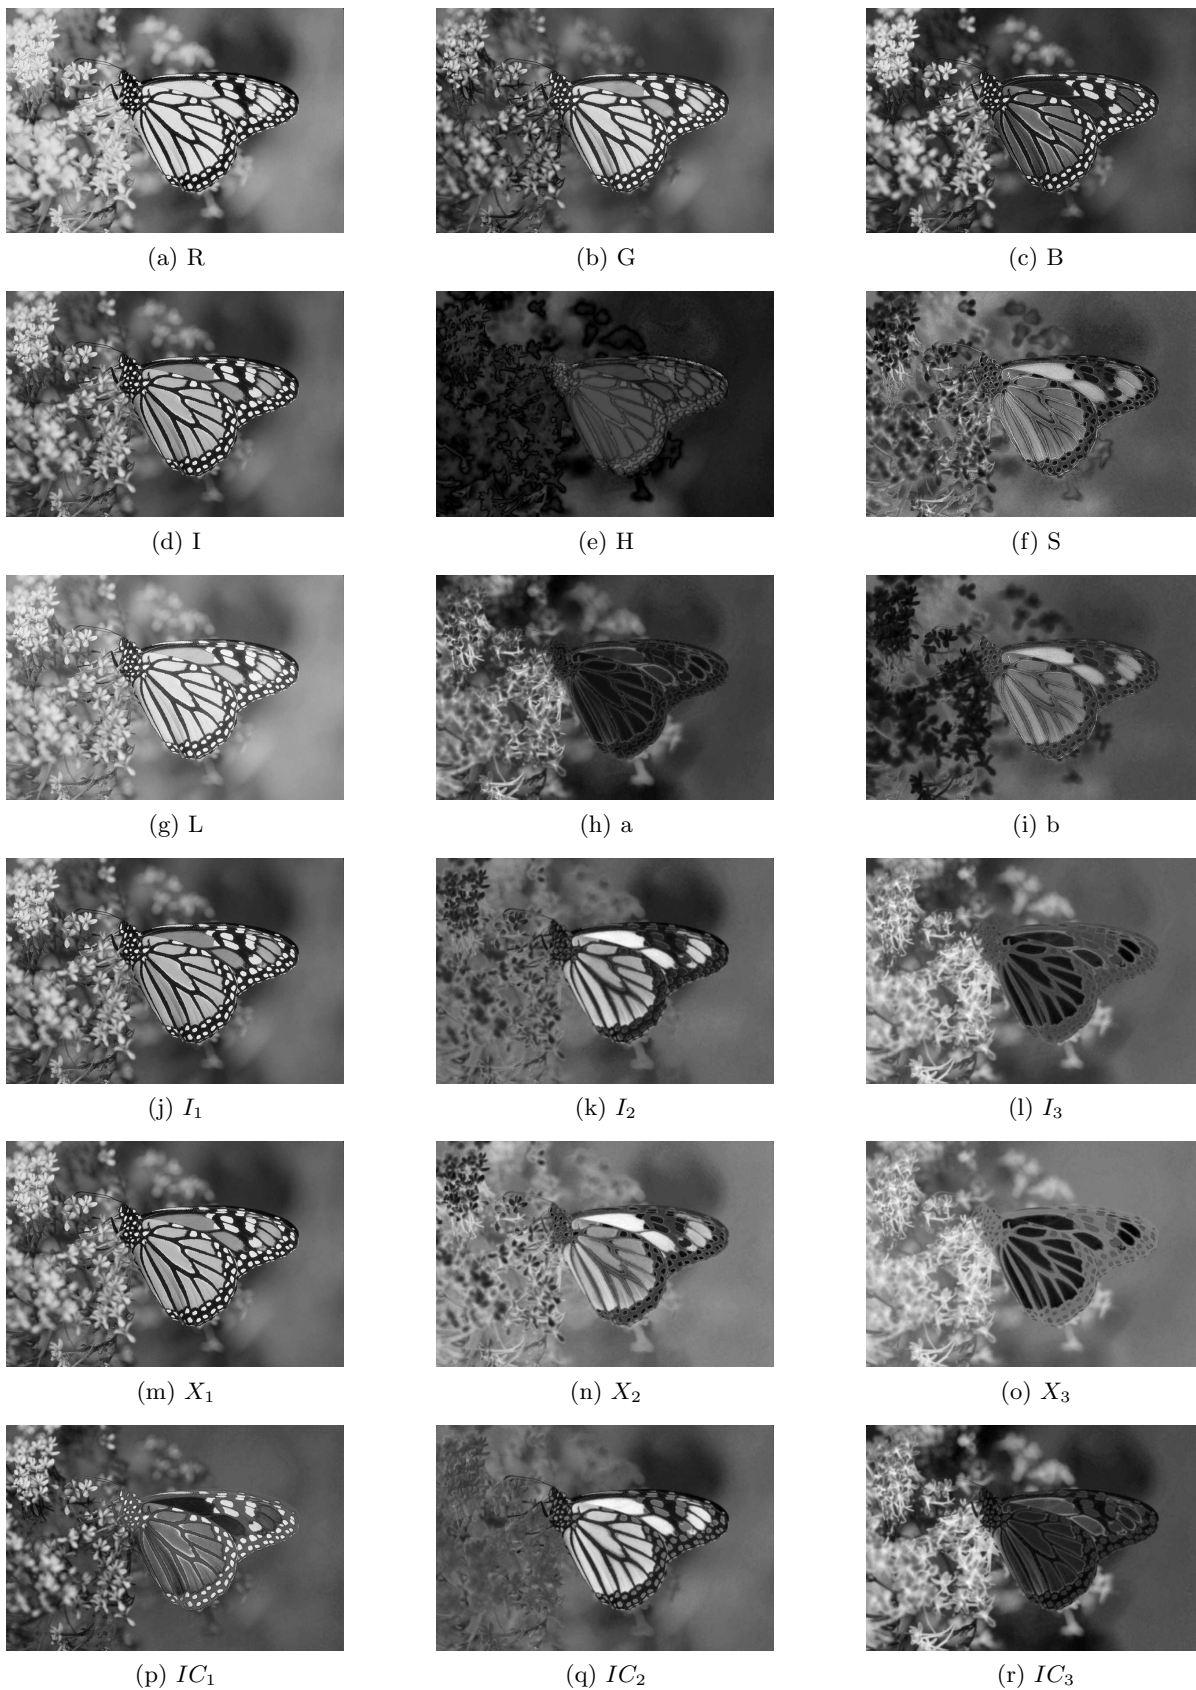 (a) R
(b) G
(c) B
(d) I
(e) H
(f) S
(g) L
(h) a
(i) b
(j) I₁
(k) I₂
(l) I₃
(m) X₁
(n) X₂
(o) X₃
(p) IC₁
(q) IC₂
(r) IC₃